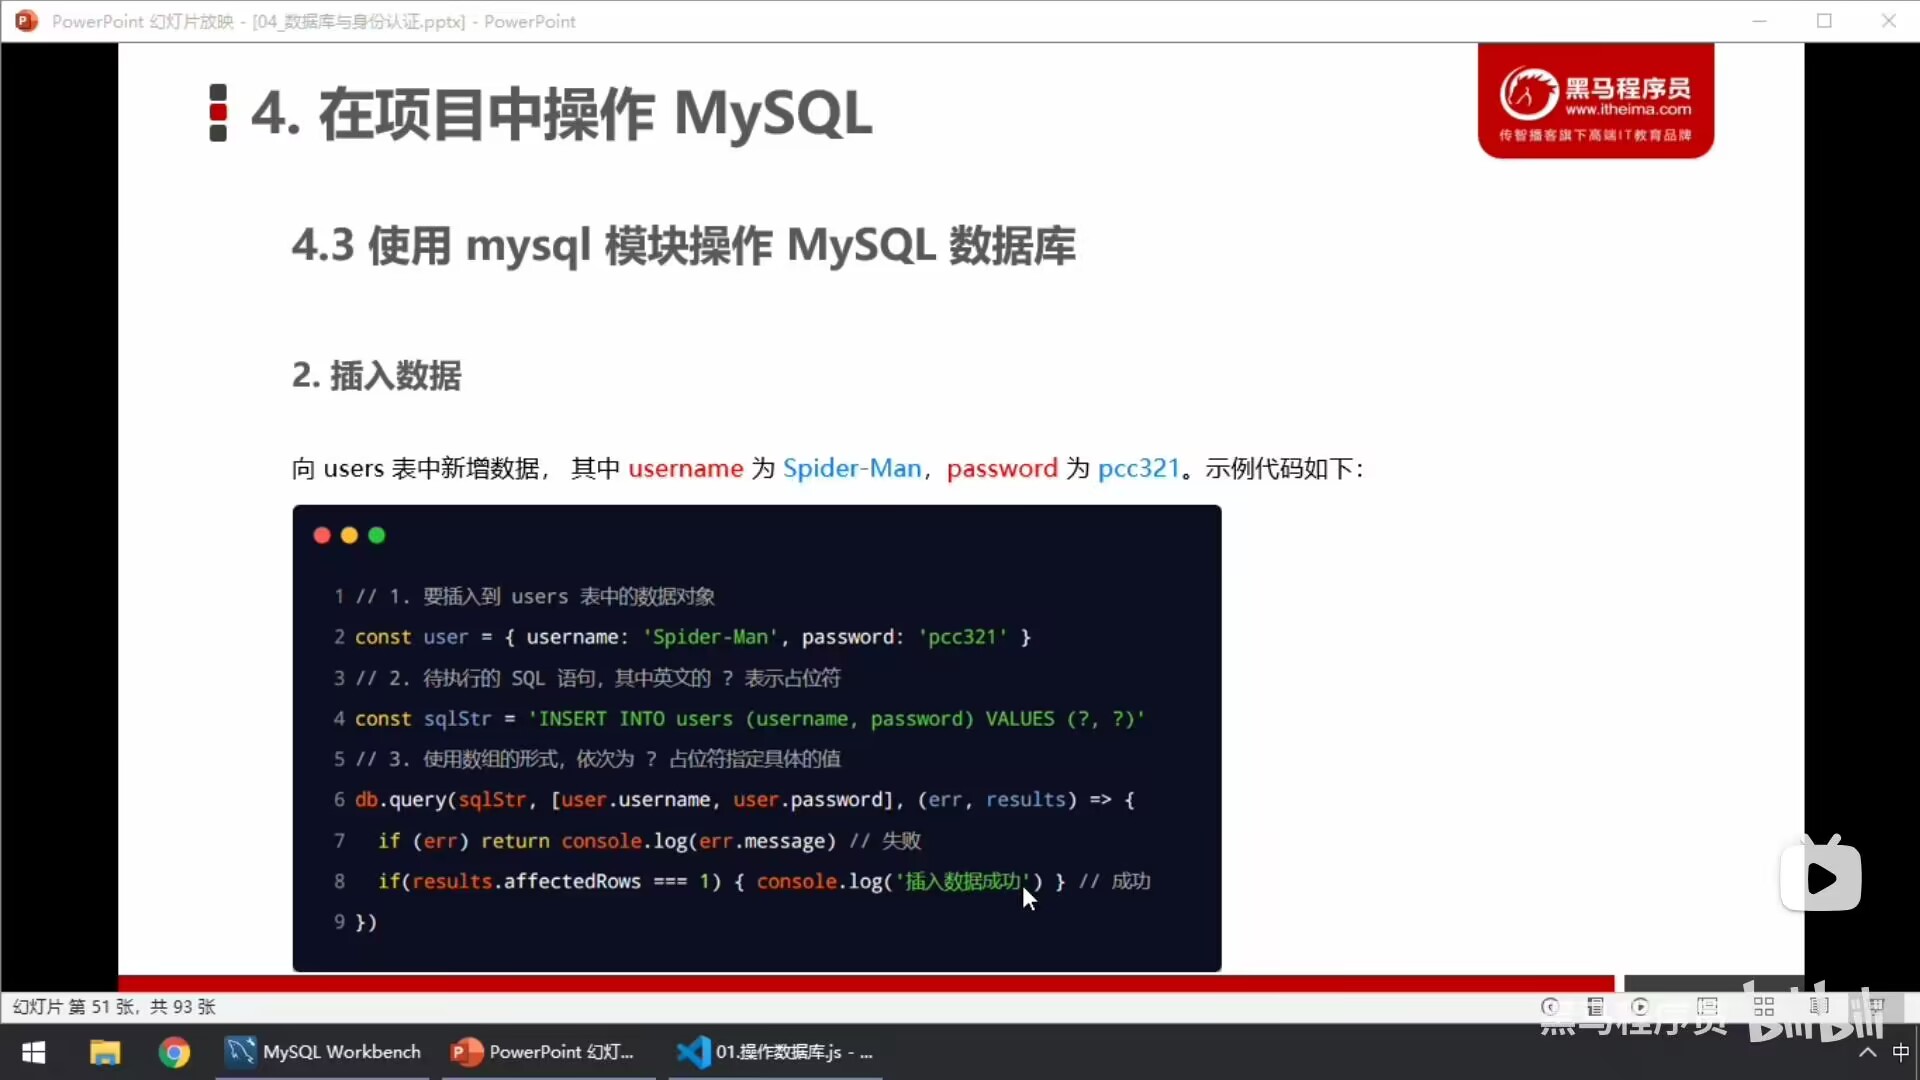 PowerPoint 幻灯片放映 - [04_数据库与身份认证.pptx] - PowerPoint
4. 在项目中操作 MySQL
黑马程序员
www.itheima.com
传智播客旗下高端IT教育品牌
4.3 使用 mysql 模块操作 MySQL 数据库
2. 插入数据
向 users 表中新增数据， 其中 username 为 Spider-Man，password 为 pcc321。示例代码如下：
1 // 1. 要插入到 users 表中的数据对象
2 const user = { username: 'Spider-Man', password: 'pcc321' }
3 // 2. 待执行的 SQL 语句，其中英文的 ? 表示占位符
4 const sqlStr = 'INSERT INTO users (username, password) VALUES (?, ?)'
5 // 3. 使用数组的形式，依次为 ? 占位符指定具体的值
6 db.query(sqlStr, [user.username, user.password], (err, results) => {
7 if (err) return console.log(err.message) // 失败
8 if(results.affectedRows === 1) { console.log('插入数据成功') } // 成功
9 })
幻灯片 第 51 张，共 93 张
黑马程序员 bilibili
MySQL Workbench
PowerPoint 幻灯...
01.操作数据库.js - ...
中